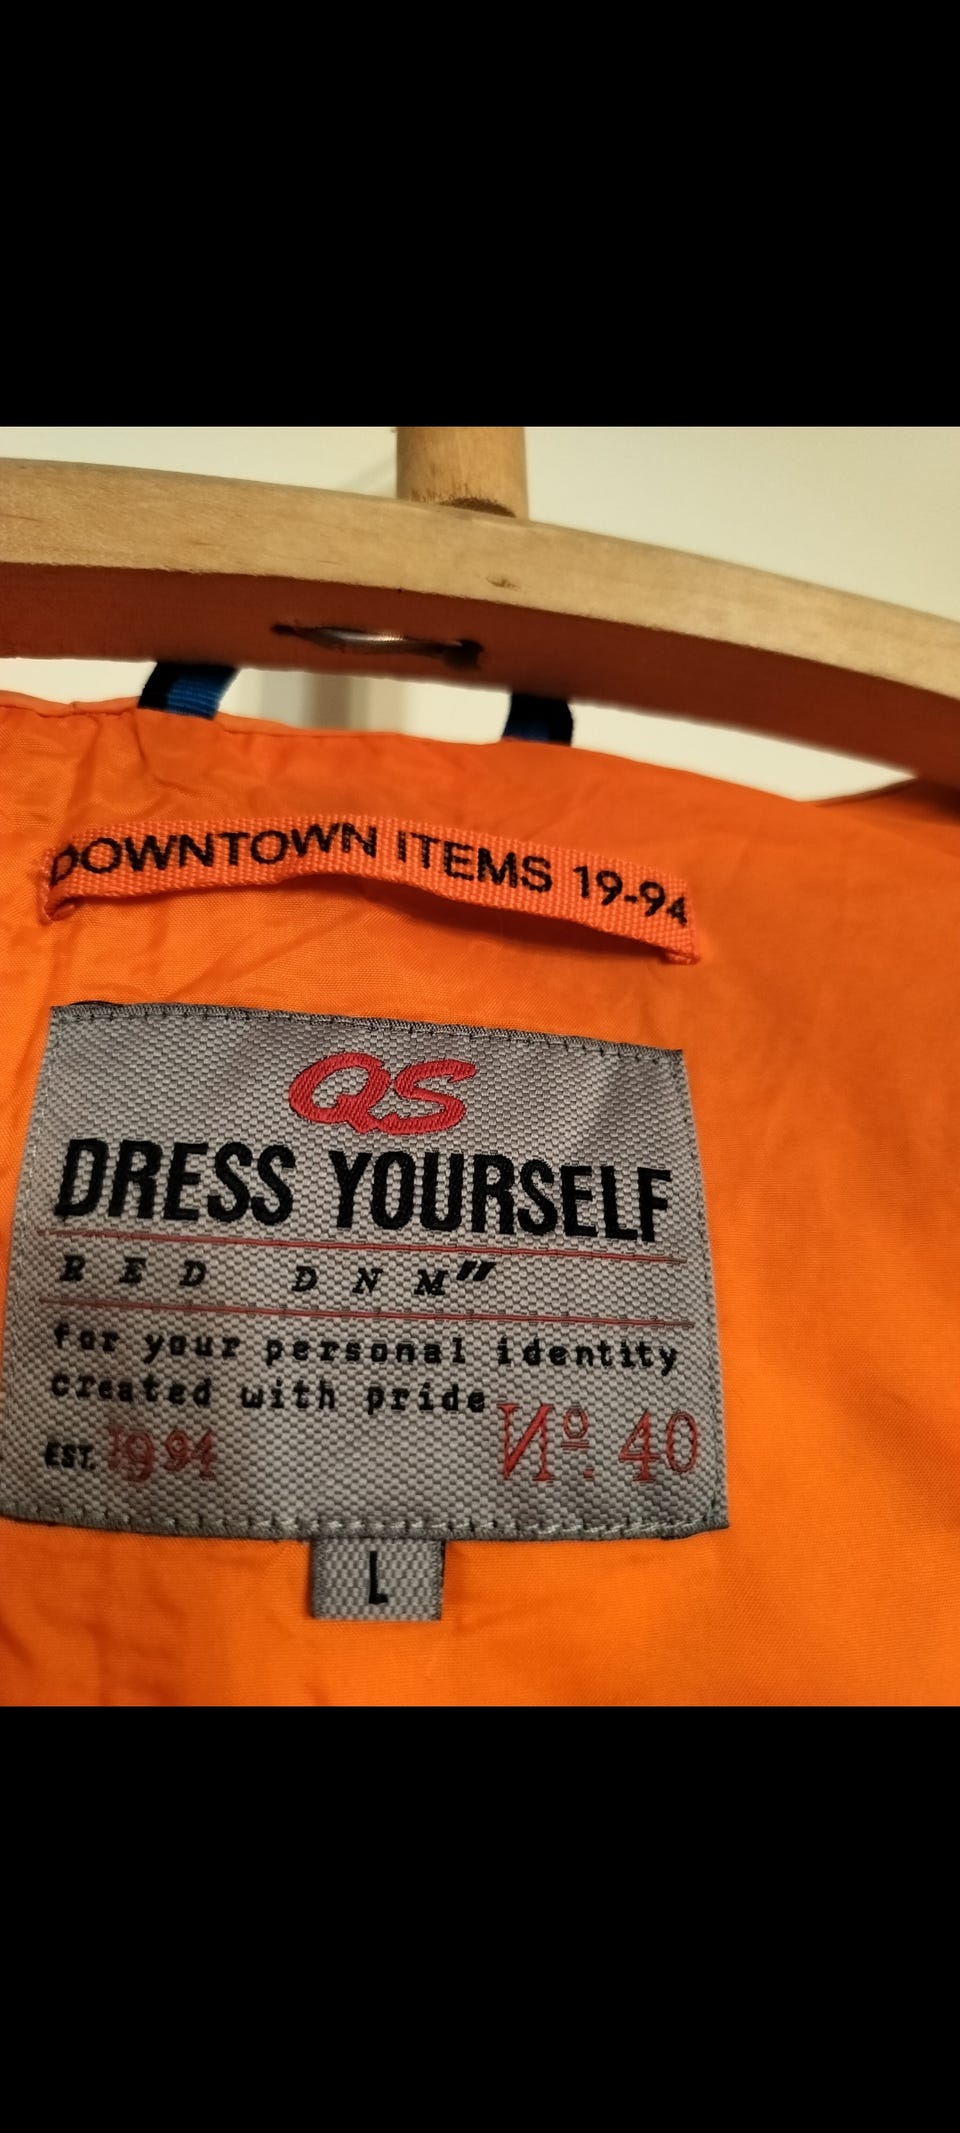 DOWNTOWN ITEMS 19-94
QS
DRESS YOURSELF
RED DNM"
for your personal identity
created with pride
EST. 1994 Nº. 40
L